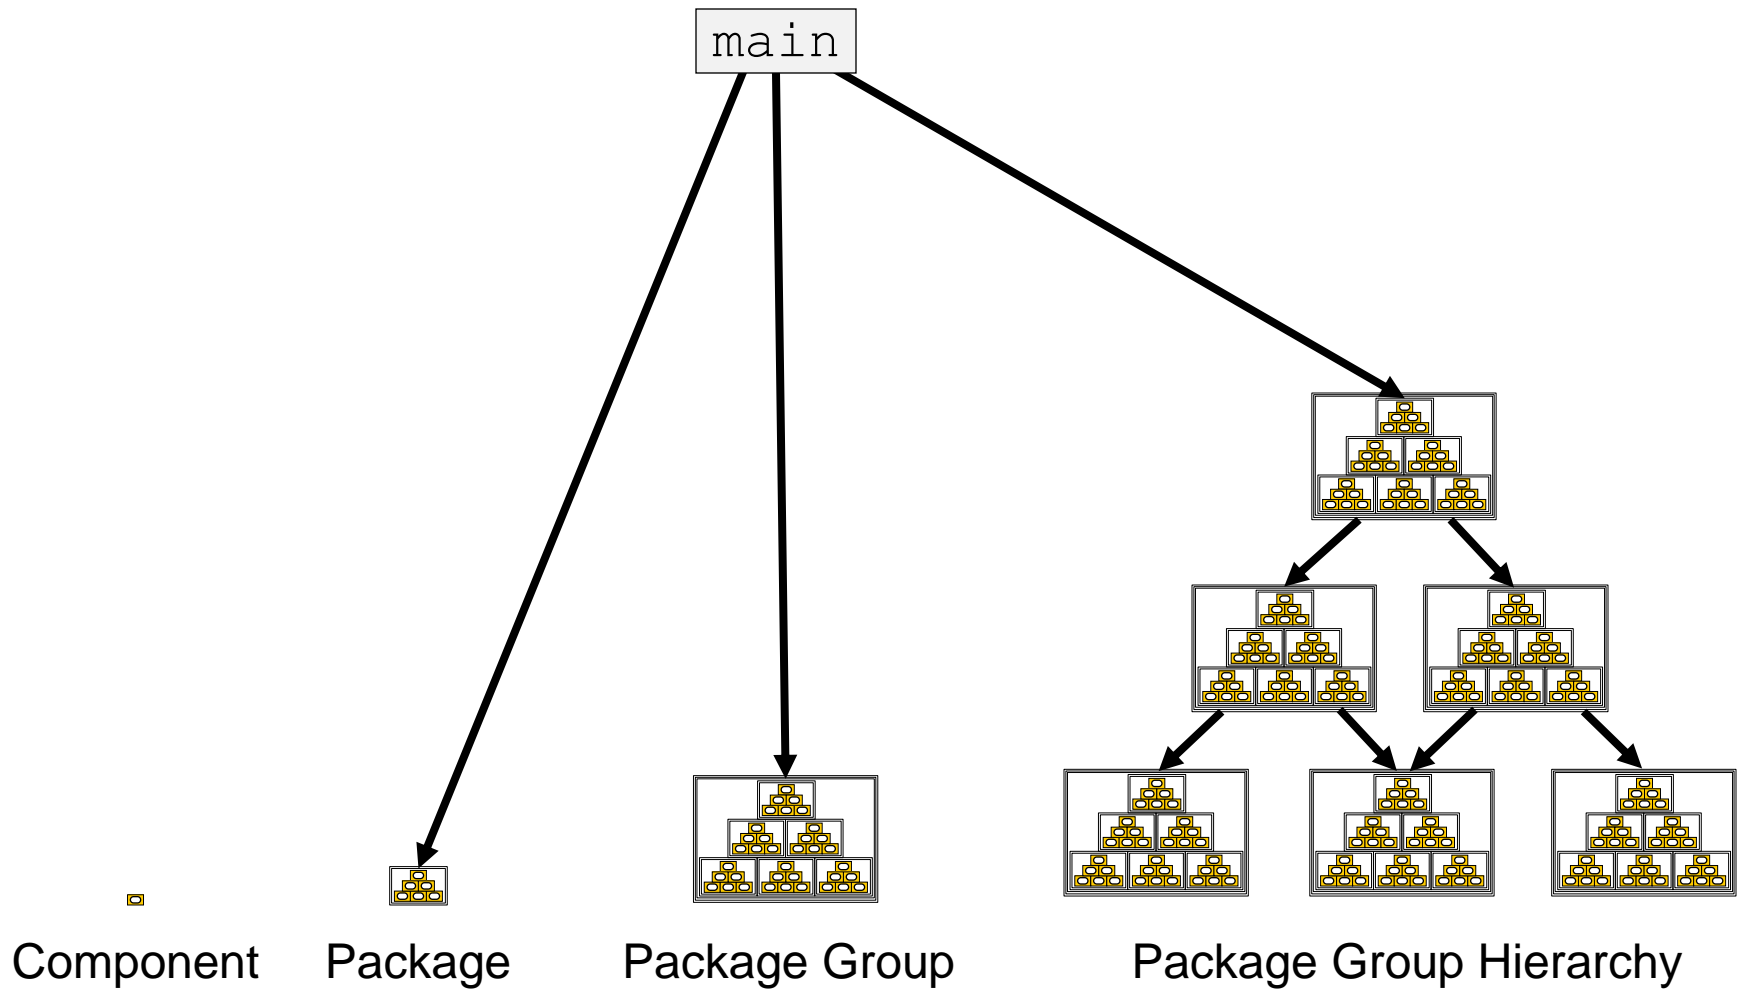 main
Component
Package
Package Group
Package Group Hierarchy